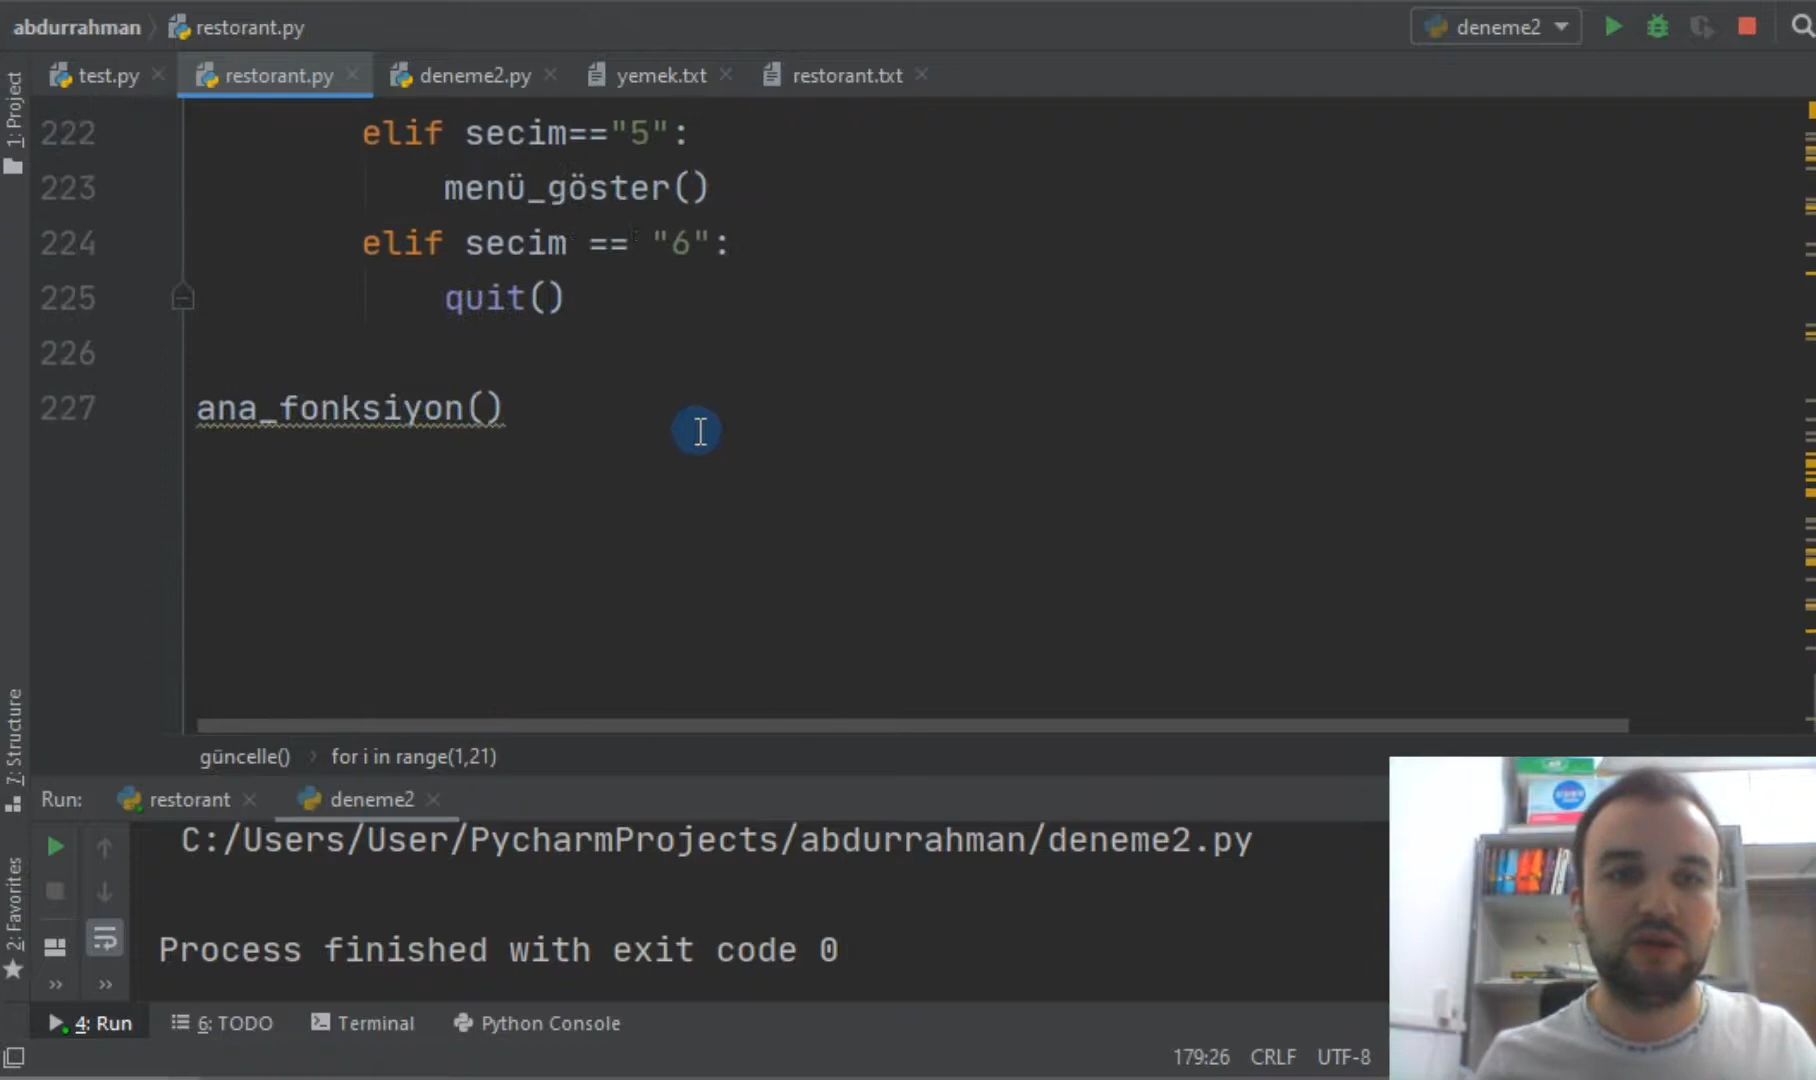 abdurrahman restorant.py deneme2
test.py restorant.py deneme2.py yemek.txt restorant.txt
1: Project
222 elif secim=="5":
223 menü_göster()
224 elif secim == "6":
225 quit()
226
227 ana_fonksiyon()
7: Structure
güncelle() for i in range(1,21)
Run: restorant deneme2
2: Favorites
C:/Users/User/PycharmProjects/abdurrahman/deneme2.py
Process finished with exit code 0
4: Run 6: TODO Terminal Python Console
179:26 CRLF UTF-8